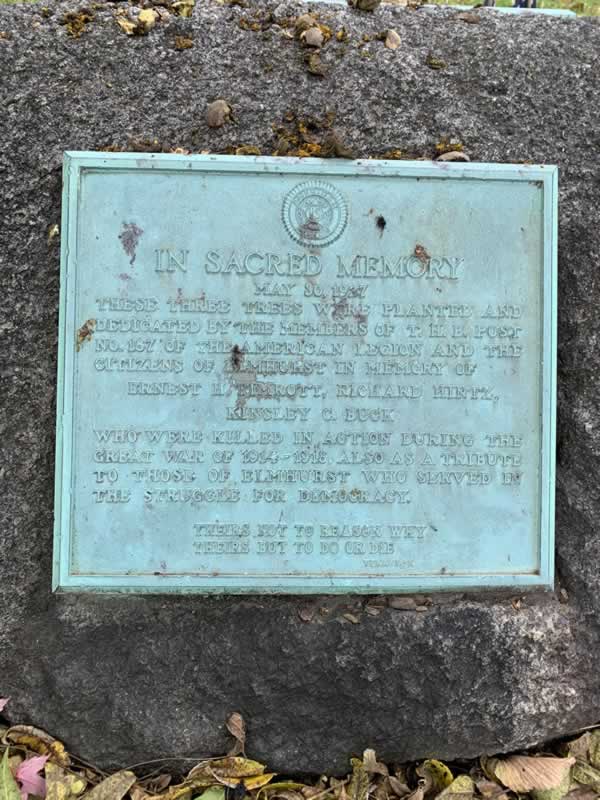 IN SACRED MEMORY
MAY 30, 1927
THESE THREE TREES WERE PLANTED AND
DEDICATED BY THE MEMBERS OF T. H. B. POST
NO. 187 OF THE AMERICAN LEGION AND THE
CITIZENS OF ELMHURST IN MEMORY OF
ERNEST H. RICHARD HINTZ,
KINSLEY C. BUCK
WHO WERE KILLED IN ACTION DURING THE
GREAT WAR OF 1914-1918. ALSO AS A TRIBUTE
TO THOSE OF ELMHURST WHO SERVED IN
THE STRUGGLE FOR DEMOCRACY.
THEIRS NOT TO REASON WHY
THEIRS BUT TO DO OR DIE